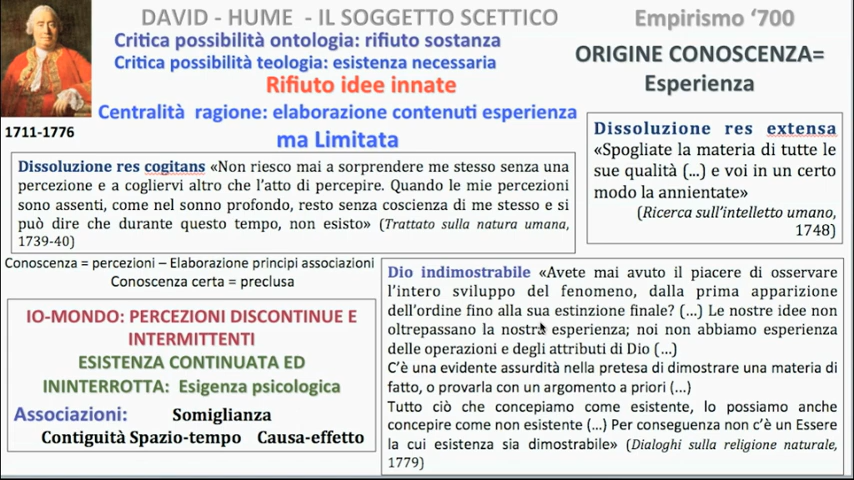 DAVID - HUME - IL SOGGETTO SCETTICO
Empirismo ‘700
Critica possibilità ontologia: rifiuto sostanza
Critica possibilità teologia: esistenza necessaria
Rifiuto idee innate
Centralità ragione: elaborazione contenuti esperienza
ma Limitata
1711-1776
ORIGINE CONOSCENZA=
Esperienza
Dissoluzione res extensa
«Spogliate la materia di tutte le
sue qualità (...) e voi in un certo
modo la annientate»
(Ricerca sull’intelletto umano,
1748)
Dissoluzione res cogitans «Non riesco mai a sorprendere me stesso senza una
percezione e a cogliervi altro che l’atto di percepire. Quando le mie percezioni
sono assenti, come nel sonno profondo, resto senza coscienza di me stesso e si
può dire che durante questo tempo, non esisto» (Trattato sulla natura umana,
1739-40)
Conoscenza = percezioni – Elaborazione principi associazioni
Conoscenza certa = preclusa
IO-MONDO: PERCEZIONI DISCONTINUE E
INTERMITTENTI
ESISTENZA CONTINUATA ED
ININTERROTTA: Esigenza psicologica
Associazioni: Somiglianza
Contiguità Spazio-tempo Causa-effetto
Dio indimostrabile «Avete mai avuto il piacere di osservare
l’intero sviluppo del fenomeno, dalla prima apparizione
dell’ordine fino alla sua estinzione finale? (...) Le nostre idee non
oltrepassano la nostra esperienza; noi non abbiamo esperienza
delle operazioni e degli attributi di Dio (...)
C’è una evidente assurdità nella pretesa di dimostrare una materia di
fatto, o provarla con un argomento a priori (...)
Tutto ciò che concepiamo come esistente, lo possiamo anche
concepire come non esistente (...) Per conseguenza non c’è un Essere
la cui esistenza sia dimostrabile» (Dialoghi sulla religione naturale,
1779)